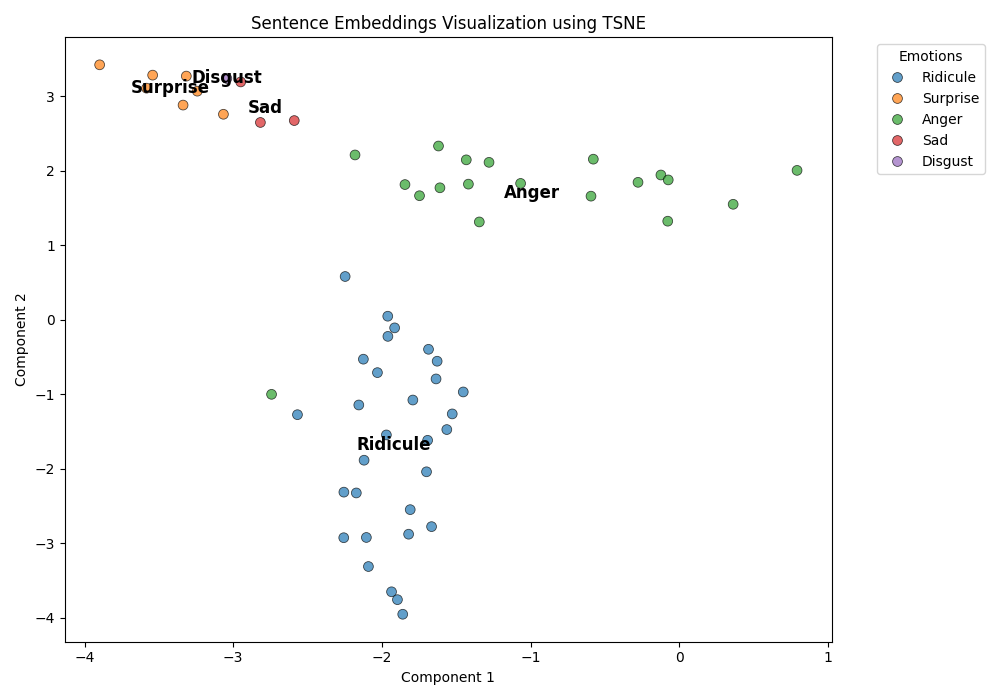 Sentence Embeddings Visualization using TSNE
Emotions
Ridicule
Surprise
Anger
Sad
Disgust
Disgust
Surprise
Sad
Anger
Ridicule
3
2
1
0
−1
−2
−3
−4
Component 2
−4 −3 −2 −1 0 1
Component 1